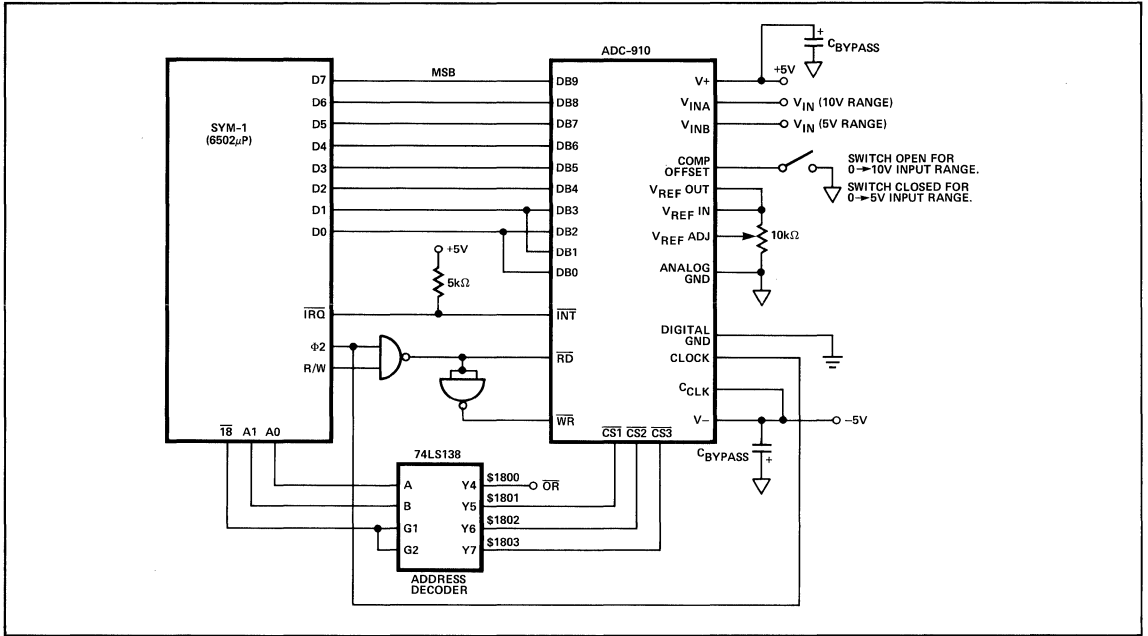 ADC–910
SYM–1
(6502μP)
D7
D6
D5
D4
D3
D2
D1
D0
IRQ
Φ2
R/W
18 A1 A0
MSB
+5V
5kΩ
DB9
DB8
DB7
DB6
DB5
DB4
DB3
DB2
DB1
DB0
INT
RD
WR
CS1 CS2 CS3
V+
VINA
VINB
COMP
OFFSET
VREF OUT
VREF IN
VREF ADJ
ANALOG
GND
DIGITAL
GND
CLOCK
CCLK
V–
+
CBYPASS
+5V
VIN (10V RANGE)
VIN (5V RANGE)
SWITCH OPEN FOR
0→10V INPUT RANGE.
SWITCH CLOSED FOR
0→5V INPUT RANGE.
10kΩ
–5V
CBYPASS
+
74LS138
A
B
G1
G2
Y4
Y5
Y6
Y7
$1800
OR
$1801
$1802
$1803
ADDRESS
DECODER